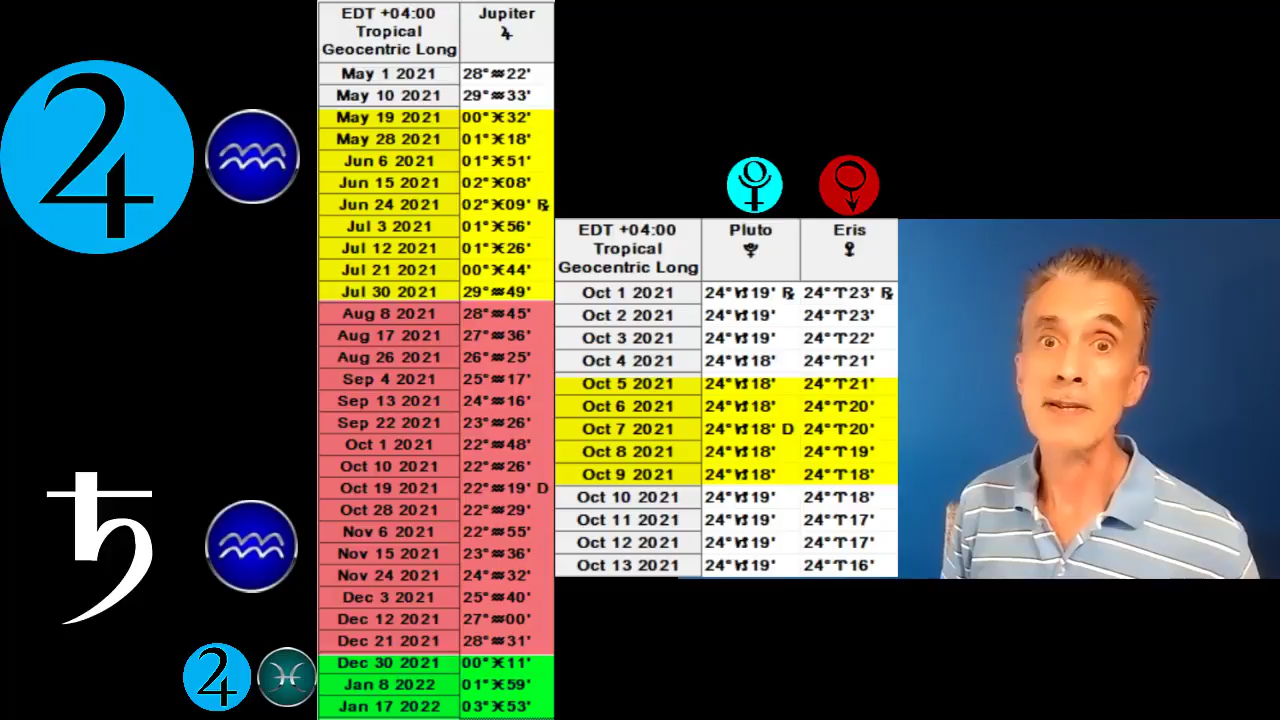 EDT +04:00 Jupiter
Tropical ♃
Geocentric Long
May 1 2021 28°♒22'
May 10 2021 29°♒33'
May 19 2021 00°♓32'
May 28 2021 01°♓18'
Jun 6 2021 01°♓51'
Jun 15 2021 02°♓08'
Jun 24 2021 02°♓09' ℞
Jul 3 2021 01°♓56'
Jul 12 2021 01°♓26'
Jul 21 2021 00°♓44'
Jul 30 2021 29°♒49'
Aug 8 2021 28°♒45'
Aug 17 2021 27°♒36'
Aug 26 2021 26°♒25'
Sep 4 2021 25°♒17'
Sep 13 2021 24°♒16'
Sep 22 2021 23°♒26'
Oct 1 2021 22°♒48'
Oct 10 2021 22°♒26'
Oct 19 2021 22°♒19' D
Oct 28 2021 22°♒29'
Nov 6 2021 22°♒55'
Nov 15 2021 23°♒36'
Nov 24 2021 24°♒32'
Dec 3 2021 25°♒40'
Dec 12 2021 27°♒00'
Dec 21 2021 28°♒31'
Dec 30 2021 00°♓11'
Jan 8 2022 01°♓59'
Jan 17 2022 03°♓53'
EDT +04:00 Pluto Eris
Tropical
Geocentric Long
Oct 1 2021 24°♑19' ℞ 24°♈23' ℞
Oct 2 2021 24°♑19' 24°♈23'
Oct 3 2021 24°♑19' 24°♈22'
Oct 4 2021 24°♑18' 24°♈21'
Oct 5 2021 24°♑18' 24°♈21'
Oct 6 2021 24°♑18' 24°♈20'
Oct 7 2021 24°♑18' D 24°♈20'
Oct 8 2021 24°♑18' 24°♈19'
Oct 9 2021 24°♑18' 24°♈18'
Oct 10 2021 24°♑19' 24°♈18'
Oct 11 2021 24°♑19' 24°♈17'
Oct 12 2021 24°♑19' 24°♈17'
Oct 13 2021 24°♑19' 24°♈16'